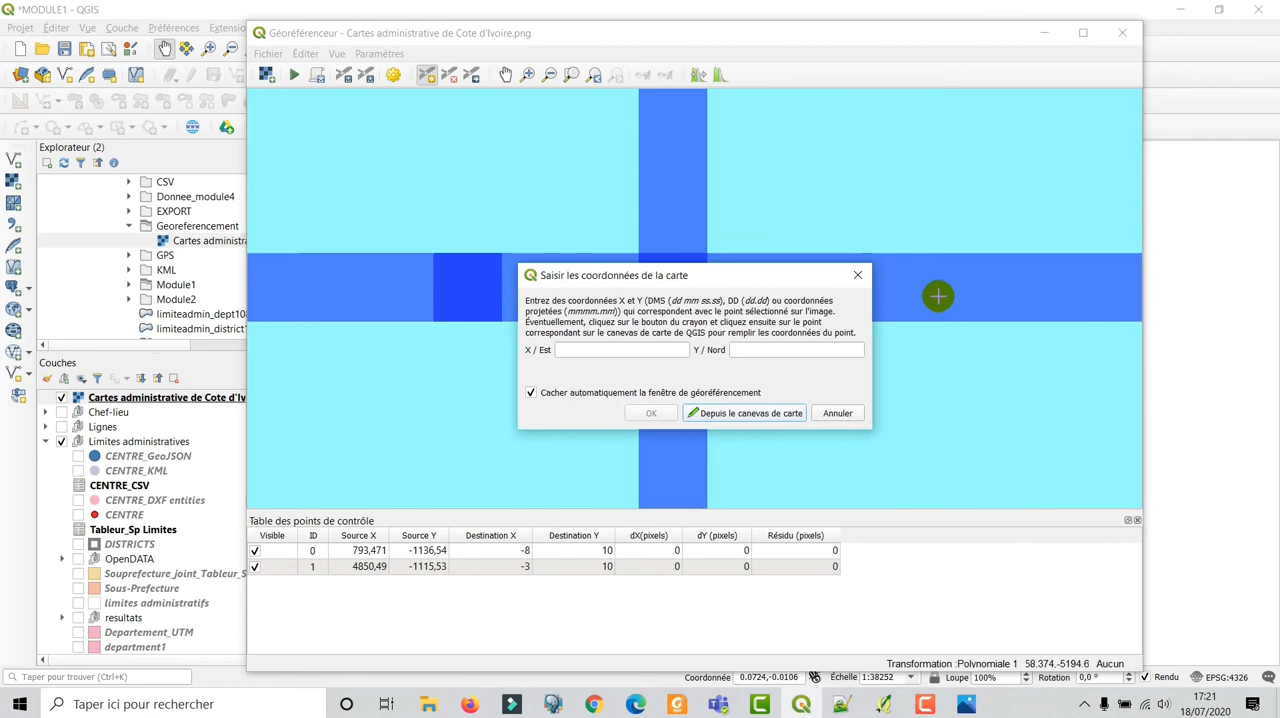 *MODULE1 - QGIS
Projet Éditer Vue Couche Préférences Extensio
Explorateur (2)
CSV
Donnee_module4
EXPORT
Georeferencement
Cartes administra
GPS
KML
Module1
Module2
limiteadmin_dept108
limiteadmin_district1
Couches
Cartes administrative de Cote d'Ivo
Chef-lieu
Lignes
Limites administratives
CENTRE_GeoJSON
CENTRE_KML
CENTRE_CSV
CENTRE_DXF entities
CENTRE
Tableur_Sp Limites
DISTRICTS
OpenDATA
Souprefecture_joint_Tableur_S
Sous-Prefecture
limites administratifs
resultats
Departement_UTM
department1
Géoréférenceur - Cartes administrative de Cote d'Ivoire.png
Fichier Éditer Vue Paramètres
Saisir les coordonnées de la carte
Entrez des coordonnées X et Y (DMS (dd mm ss.ss), DD (dd.dd) ou coordonnées
projetées (mmmm.mm)) qui correspondent avec le point sélectionné sur l'image.
Éventuellement, cliquez sur le bouton du crayon et cliquez ensuite sur le point
correspondant sur le canevas de carte de QGIS pour remplir les coordonnées du point.
X / Est Y / Nord
Cacher automatiquement la fenêtre de géoréférencement
OK Depuis le canevas de carte Annuler
Table des points de contrôle
Visible ID Source X Source Y Destination X Destination Y dX(pixels) dY (pixels) Résidu (pixels)
0 793,471 -1136,54 -8 10 0 0 0
1 4850,49 -1115,53 -3 10 0 0 0
Transformation :Polynomiale 1 58.374,-5194.6 Aucun
Taper pour trouver (Ctrl+K) Coordonnée 0.0724,-0.0106 Échelle 1:38252 Loupe 100% Rotation 0,0 ° Rendu EPSG:4326
Taper ici pour rechercher
17:21
18/07/2020